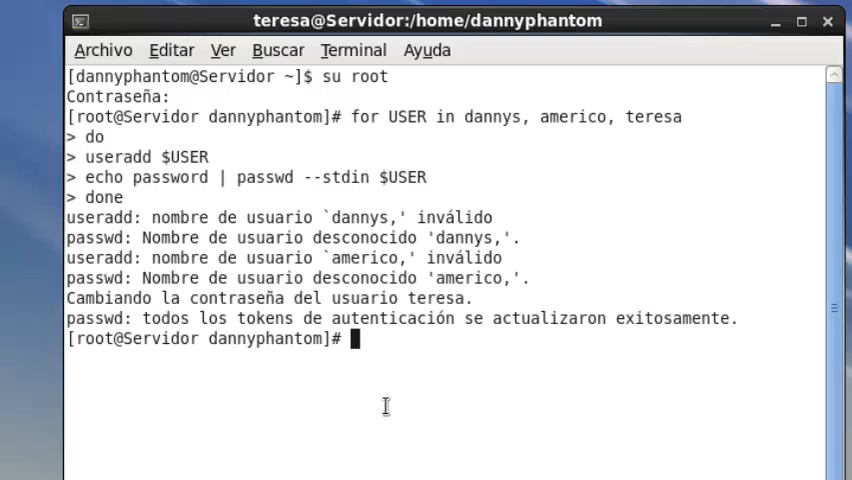 teresa@Servidor:/home/dannyphantom
Archivo Editar Ver Buscar Terminal Ayuda
[dannyphantom@Servidor ~]$ su root
Contraseña:
[root@Servidor dannyphantom]# for USER in dannys, americo, teresa
> do
> useradd $USER
> echo password | passwd --stdin $USER
> done
useradd: nombre de usuario `dannys,' inválido
passwd: Nombre de usuario desconocido 'dannys,'.
useradd: nombre de usuario `americo,' inválido
passwd: Nombre de usuario desconocido 'americo,'.
Cambiando la contraseña del usuario teresa.
passwd: todos los tokens de autenticación se actualizaron exitosamente.
[root@Servidor dannyphantom]#